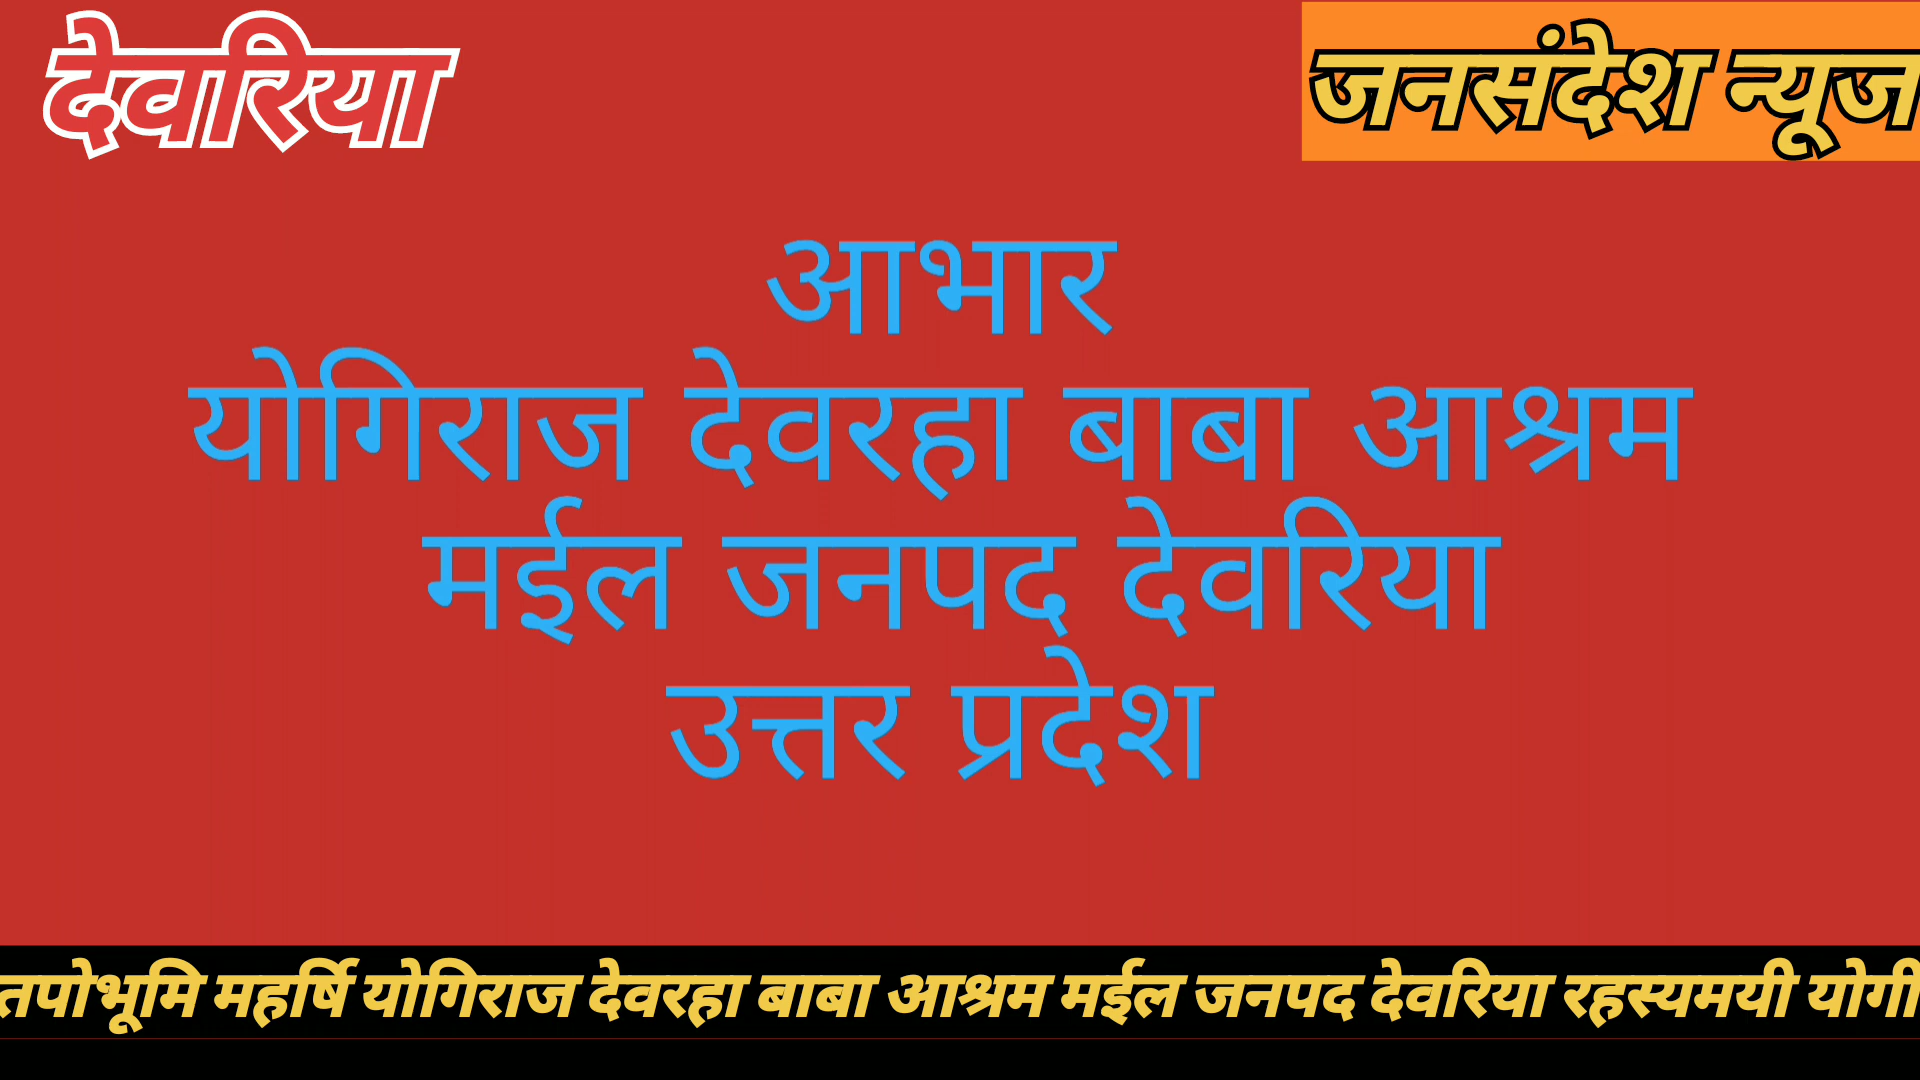 देवरिया
जनसंदेश न्यूज
आभार
योगिराज देवरहा बाबा आश्रम
मईल जनपद देवरिया
उत्तर प्रदेश
तपोभूमि महर्षि योगिराज देवरहा बाबा आश्रम मईल जनपद देवरिया रहस्यमयी योगी